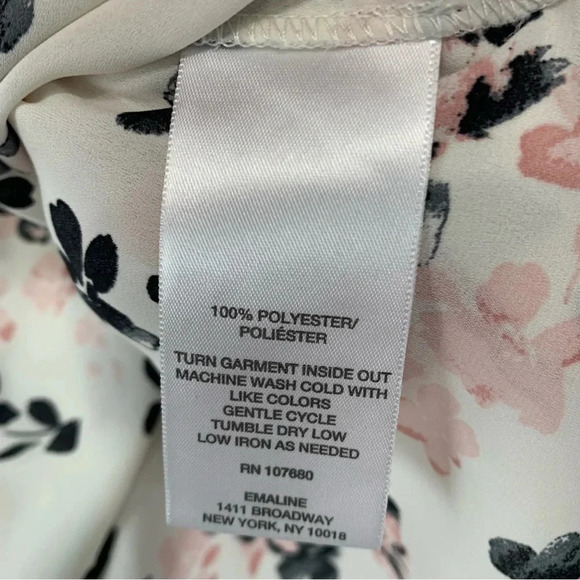 100% POLYESTER/
POLIÉSTER
TURN GARMENT INSIDE OUT
MACHINE WASH COLD WITH
LIKE COLORS
GENTLE CYCLE
TUMBLE DRY LOW
LOW IRON AS NEEDED
RN 107680
EMALINE
1411 BROADWAY
NEW YORK, NY 10018